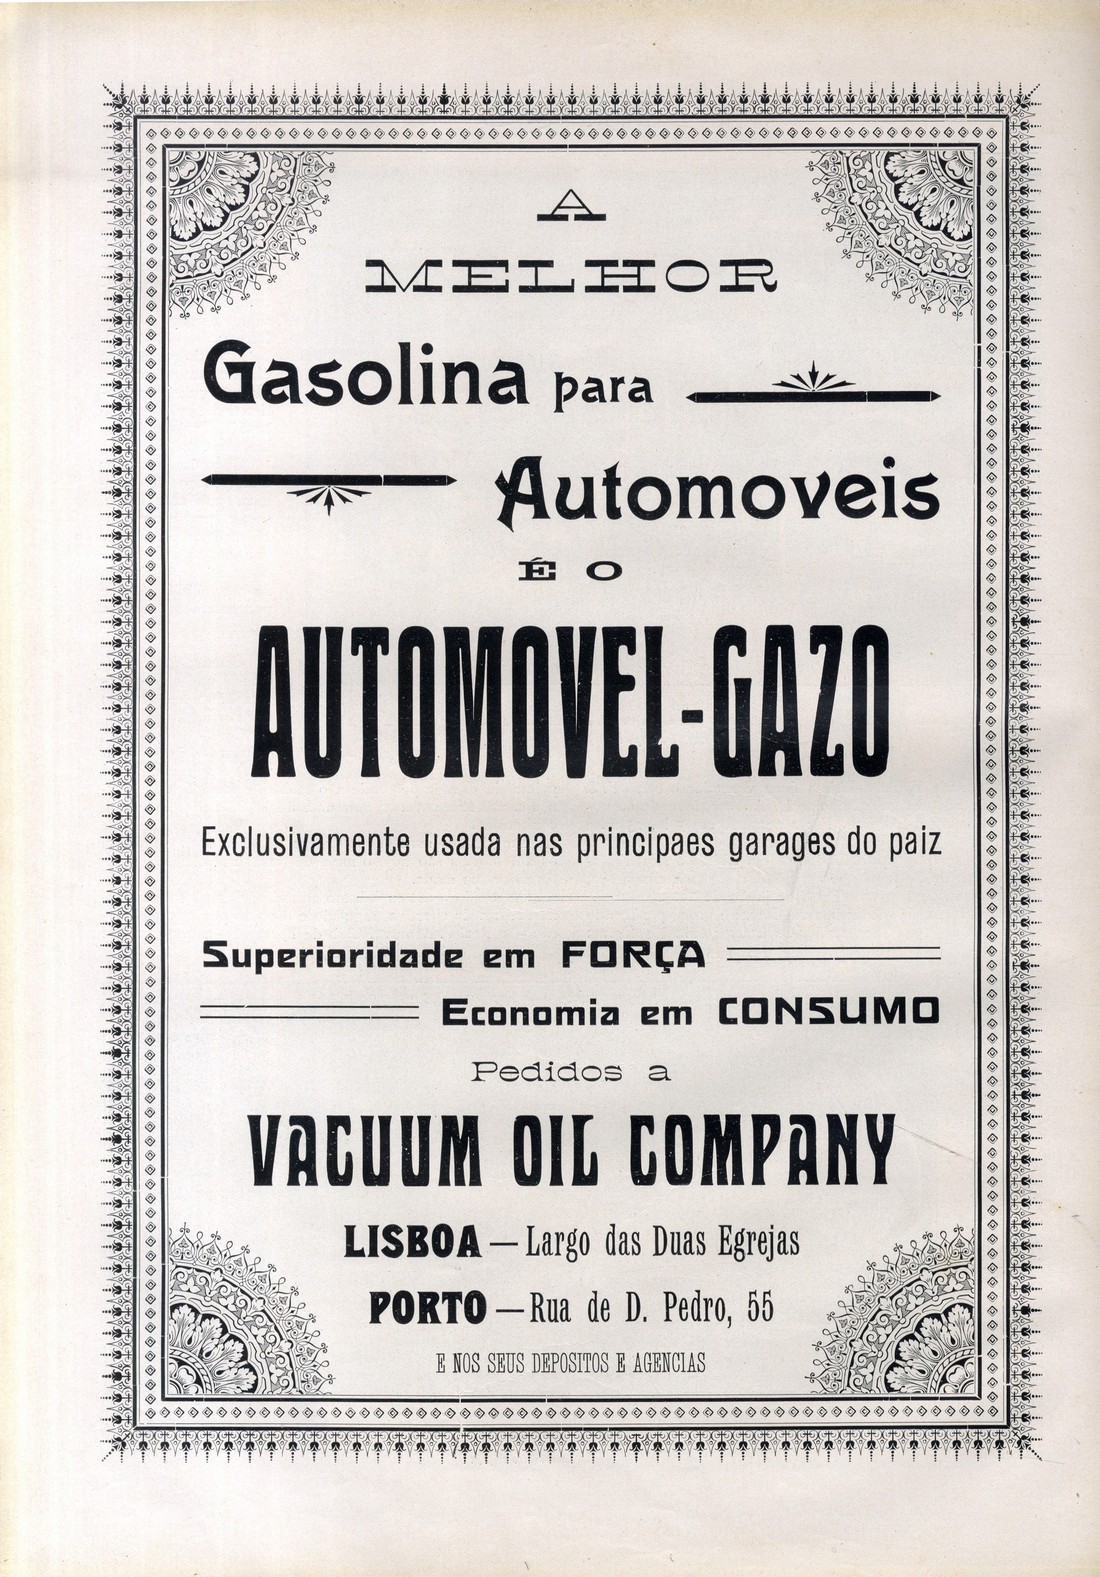 A
MELHOR
Gasolina para
Automoveis
É O
AUTOMOVEL-GAZO
Exclusivamente usada nas principaes garages do paiz
Superioridade em FORÇA
Economia em CONSUMO
Pedidos a
VACUUM OIL COMPANY
LISBOA — Largo das Duas Egrejas
PORTO — Rua de D. Pedro, 55
E NOS SEUS DEPOSITOS E AGENCIAS